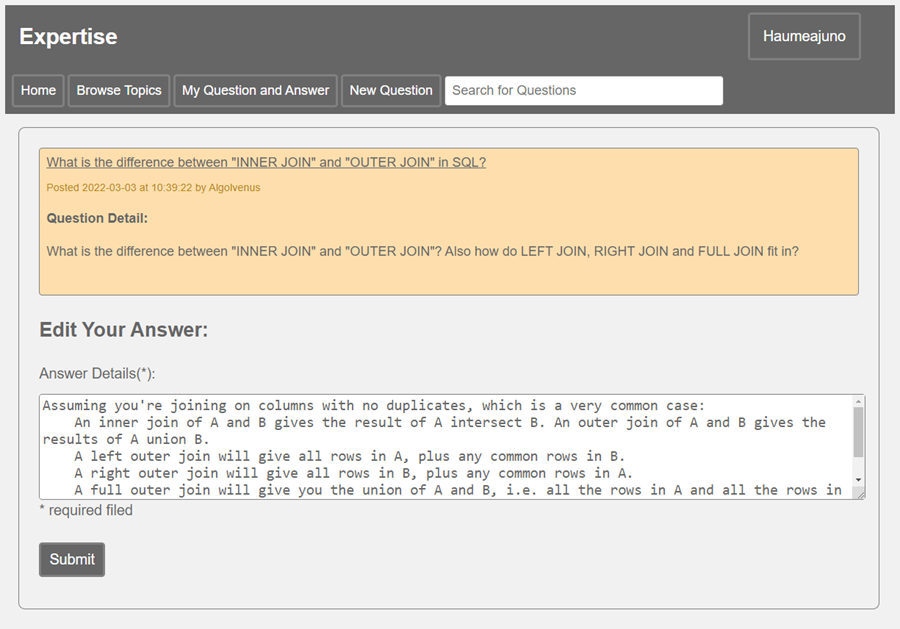 Expertise
Haumeajuno
Home Browse Topics My Question and Answer New Question Search for Questions
What is the difference between "INNER JOIN" and "OUTER JOIN" in SQL?
Posted 2022-03-03 at 10:39:22 by Algolvenus
Question Detail:
What is the difference between "INNER JOIN" and "OUTER JOIN"? Also how do LEFT JOIN, RIGHT JOIN and FULL JOIN fit in?
Edit Your Answer:
Answer Details(*):
Assuming you're joining on columns with no duplicates, which is a very common case:
An inner join of A and B gives the result of A intersect B. An outer join of A and B gives the
results of A union B.
A left outer join will give all rows in A, plus any common rows in B.
A right outer join will give all rows in B, plus any common rows in A.
A full outer join will give you the union of A and B, i.e. all the rows in A and all the rows in
* required filed
Submit